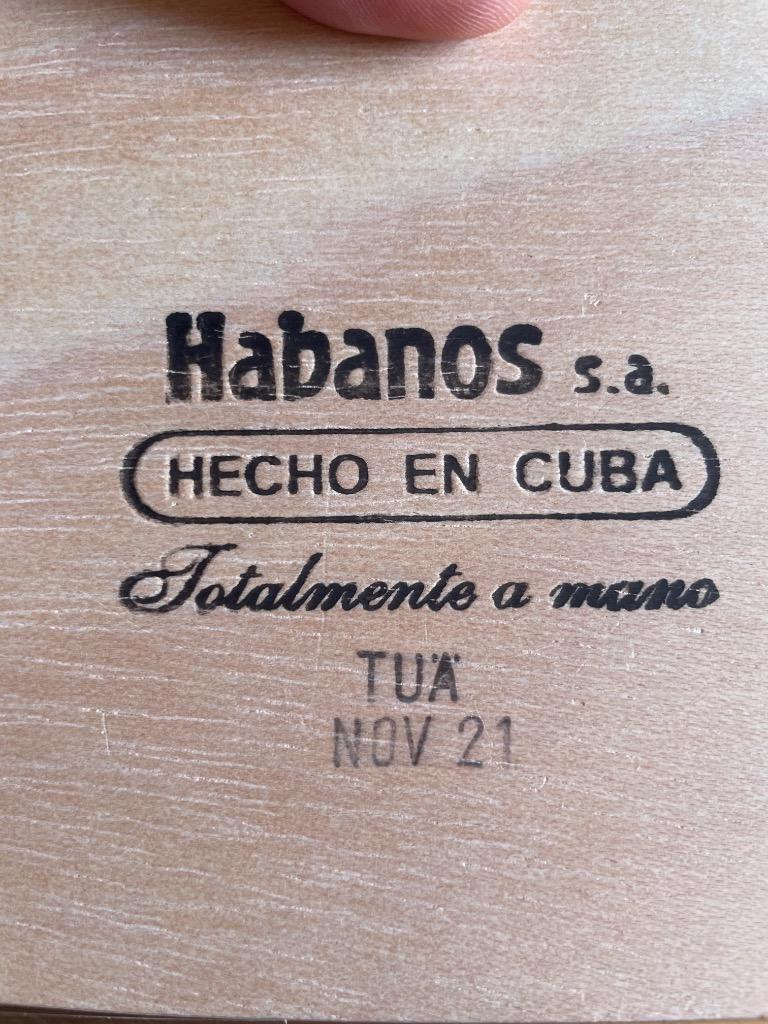 Habanos s.a.
HECHO EN CUBA
Totalmente a mano
TUÄ
NOV 21